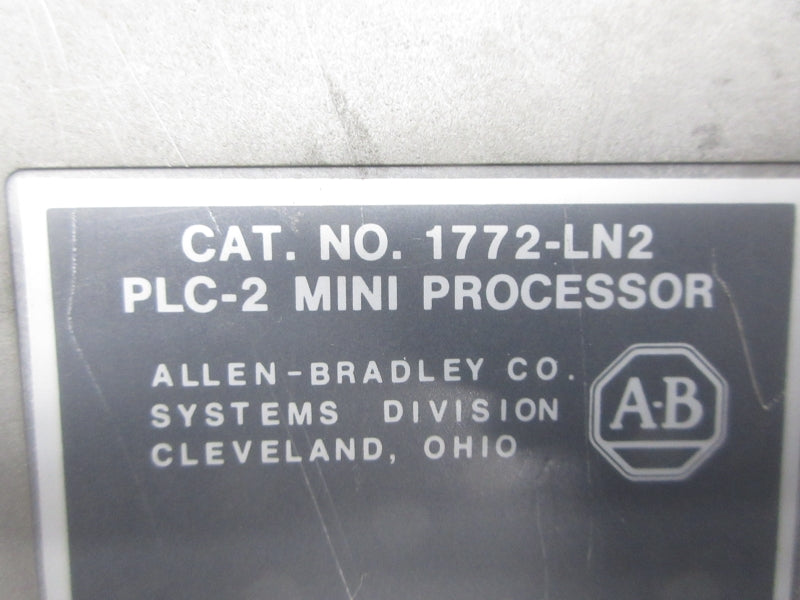 CAT. NO. 1772-LN2
PLC-2 MINI PROCESSOR
ALLEN-BRADLEY CO.
SYSTEMS DIVISION
CLEVELAND, OHIO
A-B